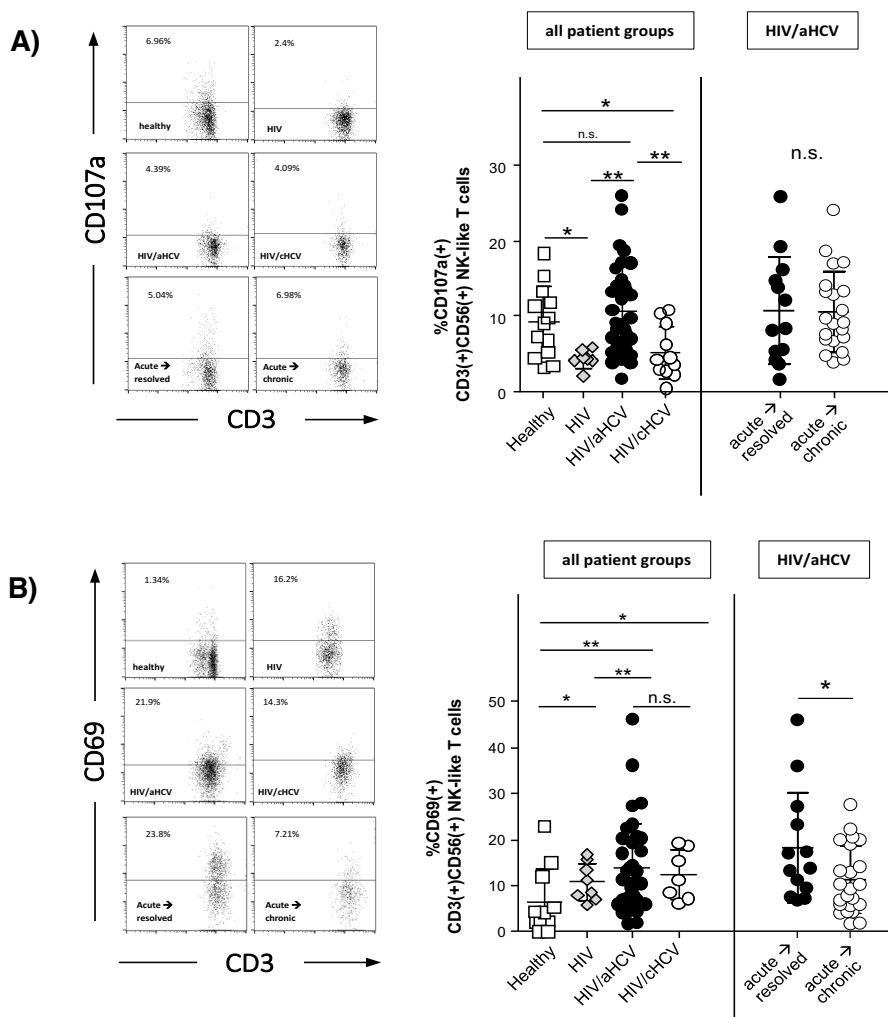 A)
6.96%
healthy
2.4%
HIV
4.39%
HIV/aHCV
4.09%
HIV/cHCV
5.04%
Acute →
resolved
6.98%
Acute →
chronic
CD107a
CD3
all patient groups
HIV/aHCV
%CD107a(+)
CD3(+)CD56(+) NK-like T cells
30
20
10
0
*
n.s.
**
**
*
n.s.
Healthy
HIV
HIV/aHCV
HIV/cHCV
acute →
resolved
acute →
chronic
B)
1.34%
healthy
16.2%
HIV
21.9%
HIV/aHCV
14.3%
HIV/cHCV
23.8%
Acute →
resolved
7.21%
Acute →
chronic
CD69
CD3
all patient groups
HIV/aHCV
%CD69(+)
CD3(+)CD56(+) NK-like T cells
50
40
30
20
10
0
*
**
**
*
n.s.
*
Healthy
HIV
HIV/aHCV
HIV/cHCV
acute →
resolved
acute →
chronic